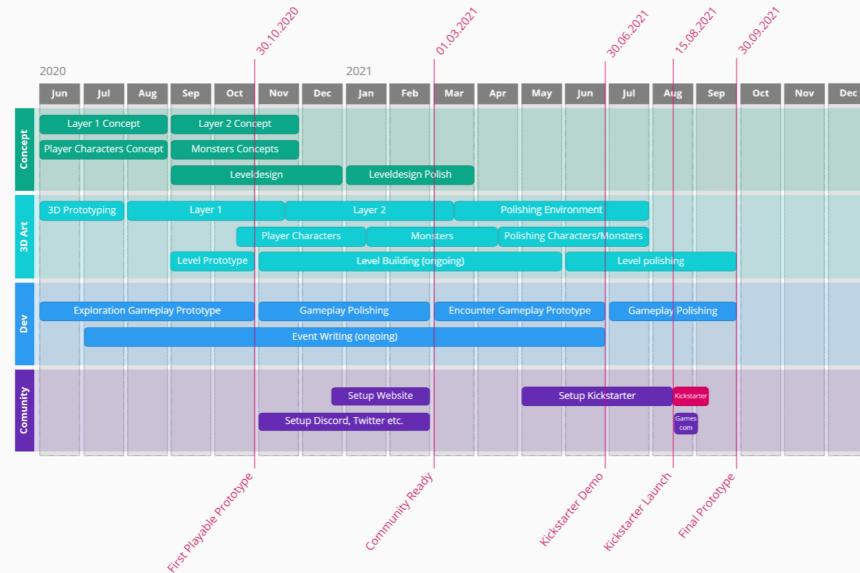 30.10.2020
01.03.2021
30.06.2021
15.08.2021
30.09.2021
2020
2021
Jun Jul Aug Sep Oct Nov Dec Jan Feb Mar Apr May Jun Jul Aug Sep Oct Nov Dec
Concept
Layer 1 Concept
Layer 2 Concept
Player Characters Concept
Monsters Concepts
Leveldesign
Leveldesign Polish
3D Art
3D Prototyping
Layer 1
Layer 2
Polishing Environment
Player Characters
Monsters
Polishing Characters/Monsters
Level Prototype
Level Building (ongoing)
Level polishing
Dev
Exploration Gameplay Prototype
Gameplay Polishing
Encounter Gameplay Prototype
Gameplay Polishing
Event Writing (ongoing)
Comunity
Setup Website
Setup Kickstarter
Kickstarter
Setup Discord, Twitter etc.
Games
com
First Playable Prototype
Community Ready
Kickstarter Demo
Kickstarter Launch
Final Prototype